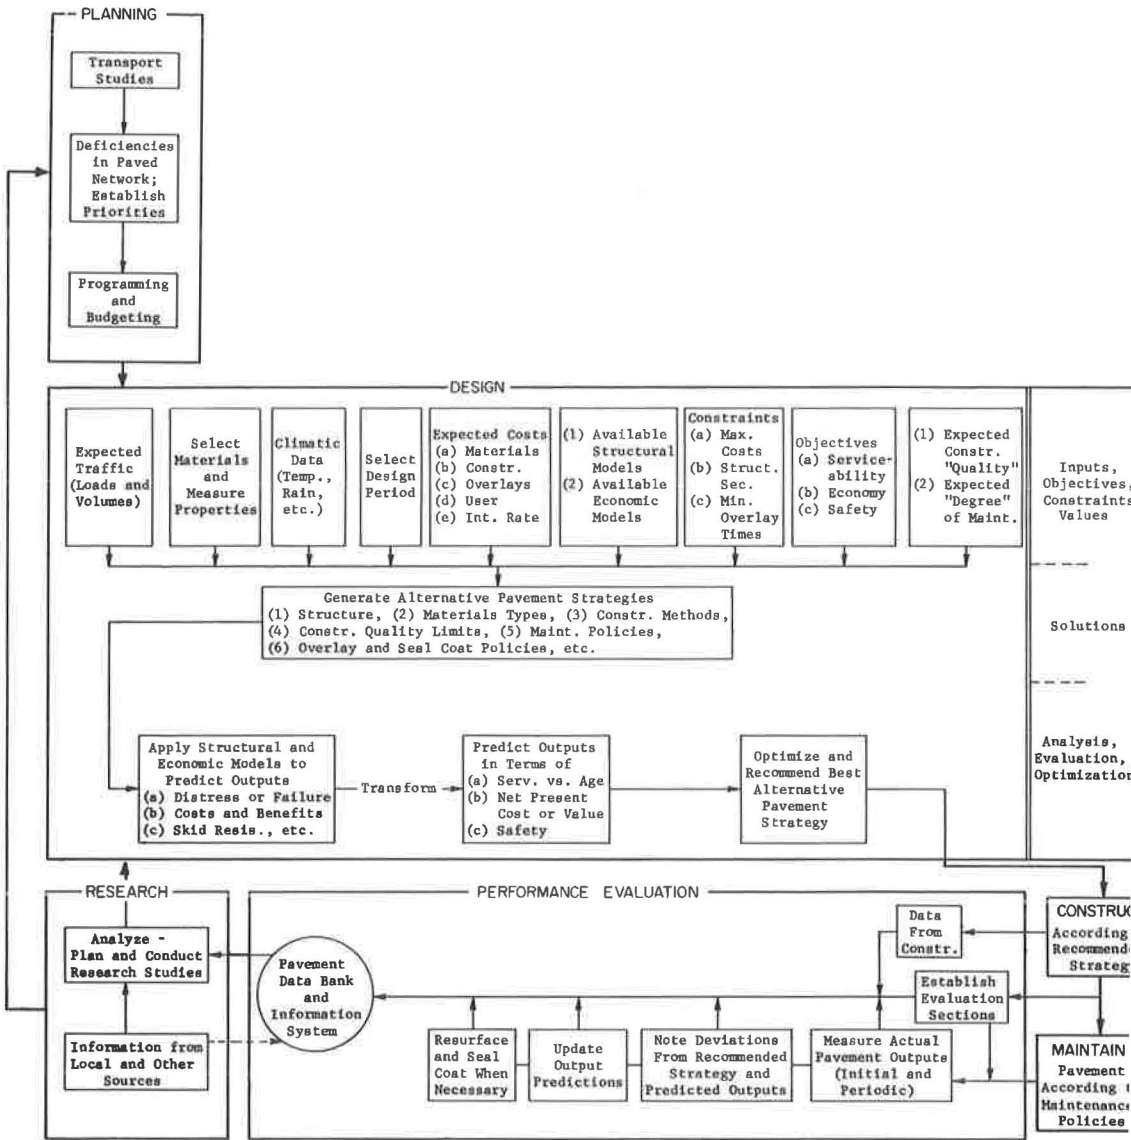 PLANNING
Transport
Studies
Deficiencies
in Paved
Network;
Establish
Priorities
Programming
and
Budgeting
DESIGN
Expected
Traffic
(Loads and
Volumes)
Select
Materials
and
Measure
Properties
Climatic
Data
(Temp.,
Rain,
etc.)
Select
Design
Period
Expected Costs
(a) Materials
(b) Constr.
(c) Overlays
(d) User
(e) Int. Rate
(1) Available
Structural
Models
(2) Available
Economic
Models
Constraints
(a) Max.
Costs
(b) Struct.
Sec.
(c) Min.
Overlay
Times
Objectives
(a) Service-
ability
(b) Economy
(c) Safety
(1) Expected
Constr.
"Quality"
(2) Expected
"Degree"
of Maint.
Inputs,
Objectives,
Constraints
Values
Generate Alternative Pavement Strategies
(1) Structure, (2) Materials Types, (3) Constr. Methods,
(4) Constr. Quality Limits, (5) Maint. Policies,
(6) Overlay and Seal Coat Policies, etc.
Solutions
Apply Structural and
Economic Models to
Predict Outputs
(a) Distress or Failure
(b) Costs and Benefits
(c) Skid Resis., etc.
Transform
Predict Outputs
in Terms of
(a) Serv. vs. Age
(b) Net Present
Cost or Value
(c) Safety
Optimize and
Recommend Best
Alternative
Pavement
Strategy
Analysis,
Evaluation,
Optimization
RESEARCH
Analyze -
Plan and Conduct
Research Studies
Information from
Local and Other
Sources
PERFORMANCE EVALUATION
Pavement
Data Bank
and
Information
System
Data
From
Constr.
Establish
Evaluation
Sections
Resurface
and Seal
Coat When
Necessary
Update
Output
Predictions
Note Deviations
From Recommended
Strategy and
Predicted Outputs
Measure Actual
Pavement Outputs
(Initial and
Periodic)
CONSTRUC
According
Recommend
Strategy
MAINTAIN
Pavement
According
Maintenanc
Policies